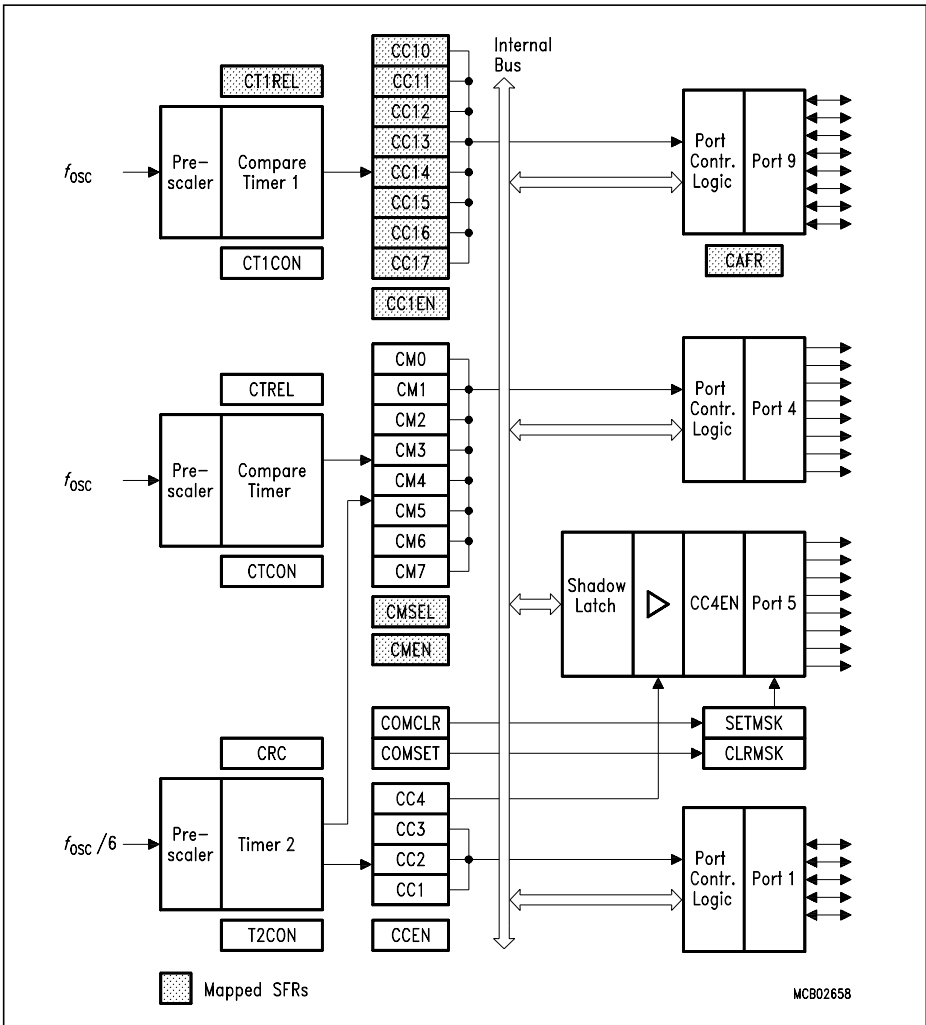 CC10
Internal
Bus
CT1REL
CC11
CC12
CC13
CC14
CC15
CC16
CC17
fOSC
Pre-
scaler
Compare
Timer 1
Port
Contr.
Logic
Port 9
CT1CON
CAFR
CC1EN
CM0
CM1
CM2
CM3
CM4
CM5
CM6
CM7
CTREL
fOSC
Pre-
scaler
Compare
Timer
Port
Contr.
Logic
Port 4
CTCON
Shadow
Latch
CC4EN
Port 5
CMSEL
CMEN
COMCLR
SETMSK
COMSET
CLRMSK
CRC
CC4
CC3
CC2
CC1
fOSC/6
Pre-
scaler
Timer 2
Port
Contr.
Logic
Port 1
T2CON
CCEN
Mapped SFRs
MCB02658